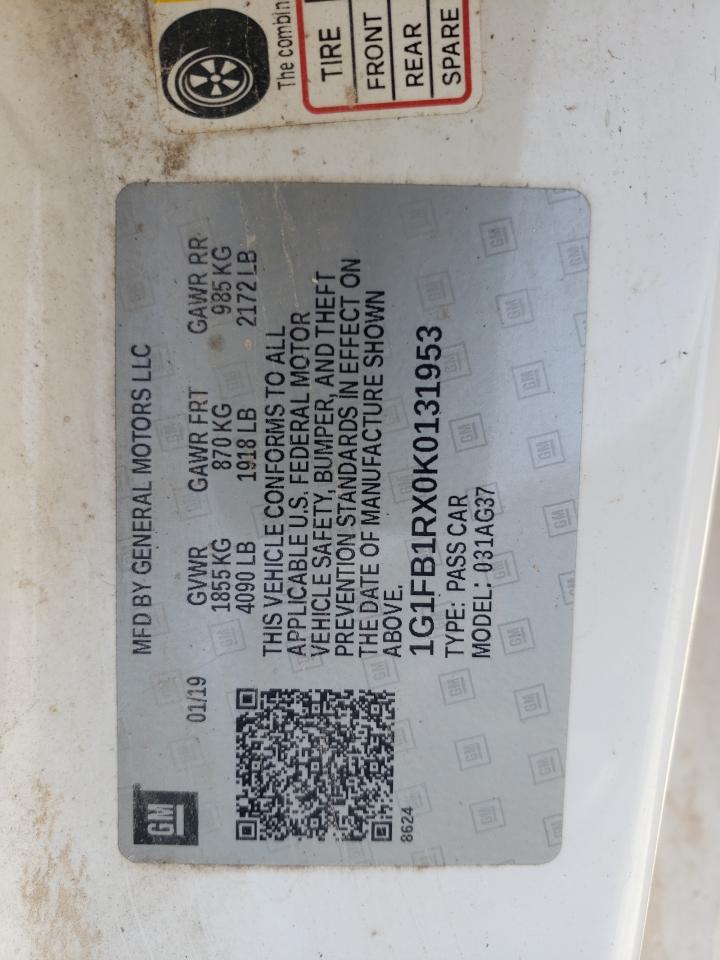 GM
MFD BY GENERAL MOTORS LLC
01/19
GVWR GAWR FRT GAWR RR
1855 KG 870 KG 985 KG
4090 LB 1918 LB 2172 LB
THIS VEHICLE CONFORMS TO ALL
APPLICABLE U.S. FEDERAL MOTOR
VEHICLE SAFETY, BUMPER, AND THEFT
PREVENTION STANDARDS IN EFFECT ON
THE DATE OF MANUFACTURE SHOWN
ABOVE.
1G1FB1RX0K0131953
TYPE: PASS CAR
MODEL: 031AG37
8624
The combin
TIRE
FRONT
REAR
SPARE